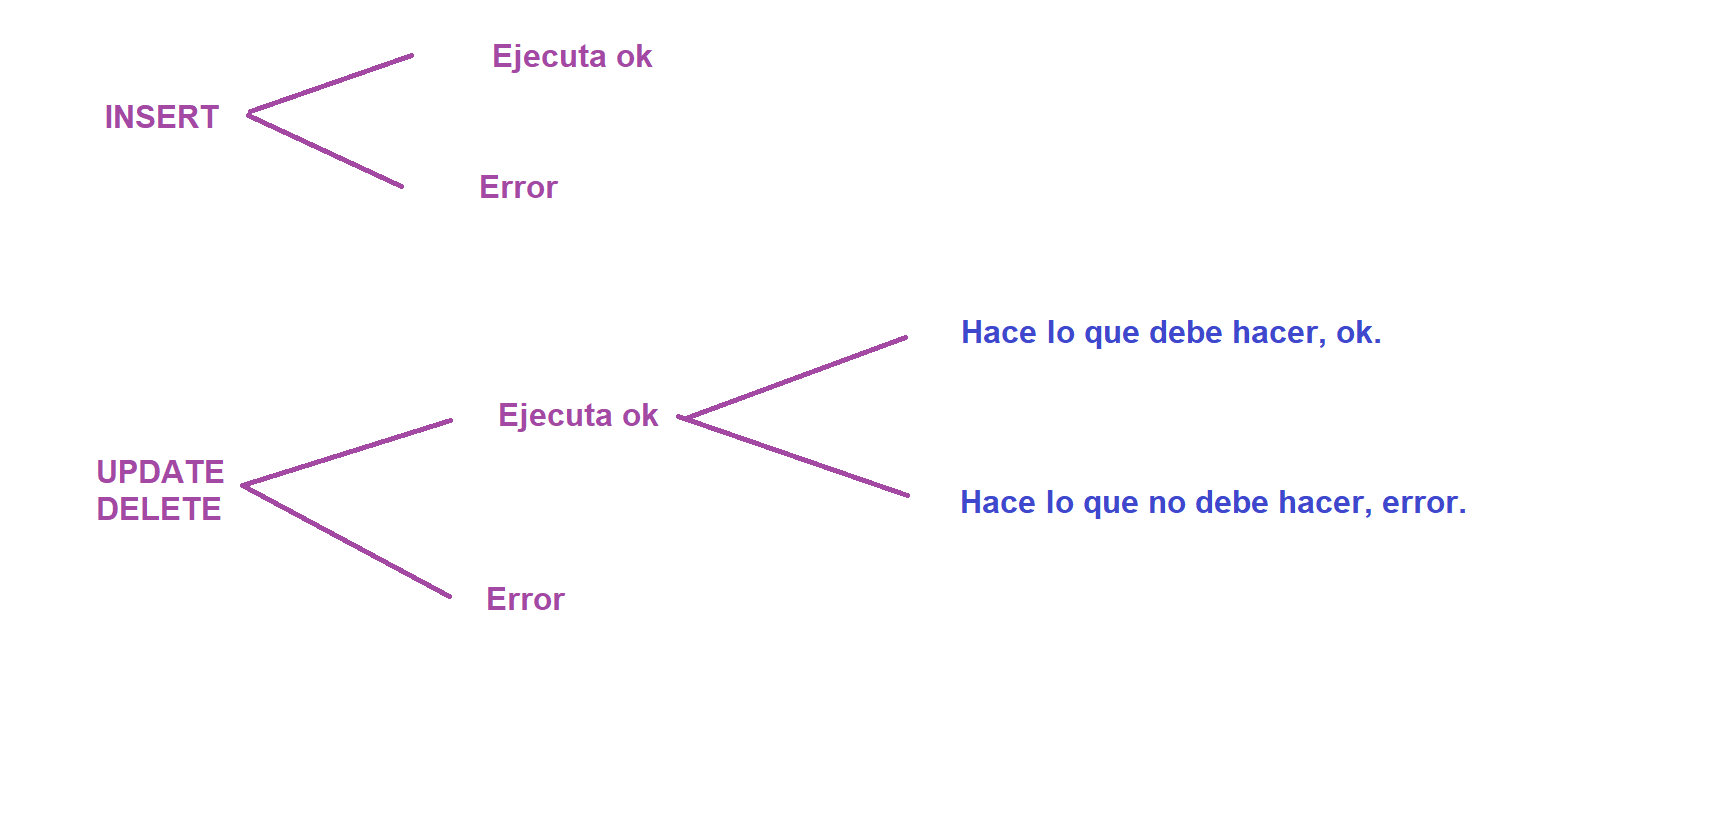 Ejecuta ok
INSERT
Error
Hace lo que debe hacer, ok.
Ejecuta ok
UPDATE
DELETE
Hace lo que no debe hacer, error.
Error